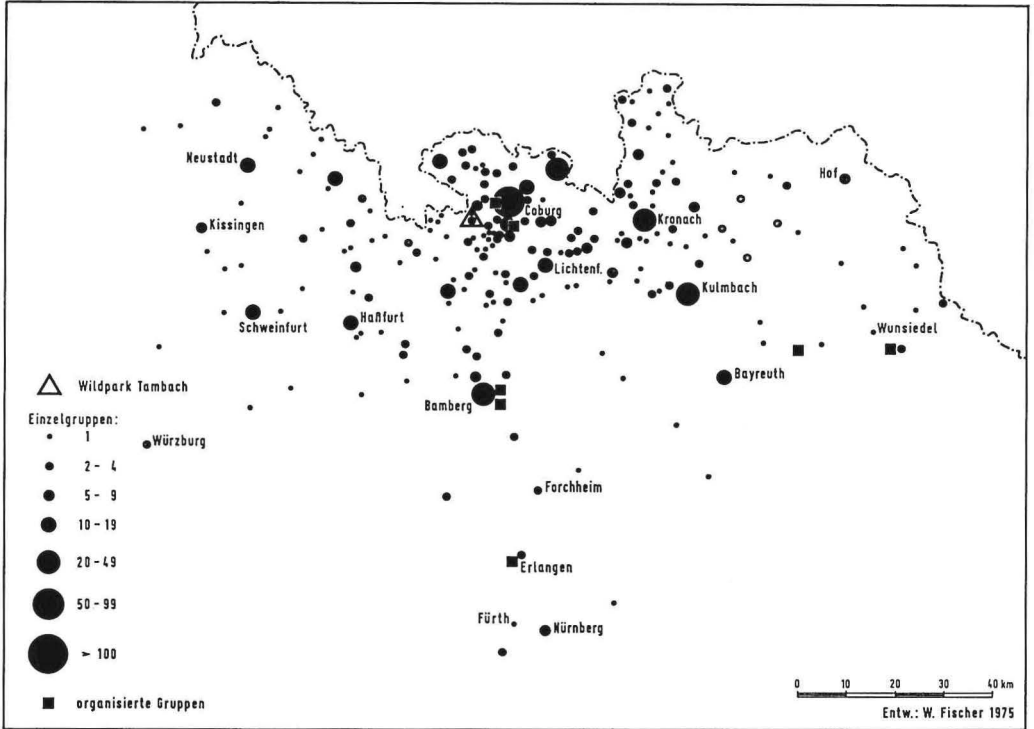 Hof
Neustadt
Coburg
Kissingen
Kronach
Lichtenf.
Kulmbach
Schweinfurt
Haßfurt
Wunsiedel
Bayreuth
Wildpark Tambach
Bamberg
Einzelgruppen:
1
Würzburg
2 - 4
5 - 9
Forchheim
10 - 19
20 - 49
Erlangen
50 - 99
Fürth
Nürnberg
> 100
organisierte Gruppen
0 10 20 30 40 km
Entw.: W. Fischer 1975